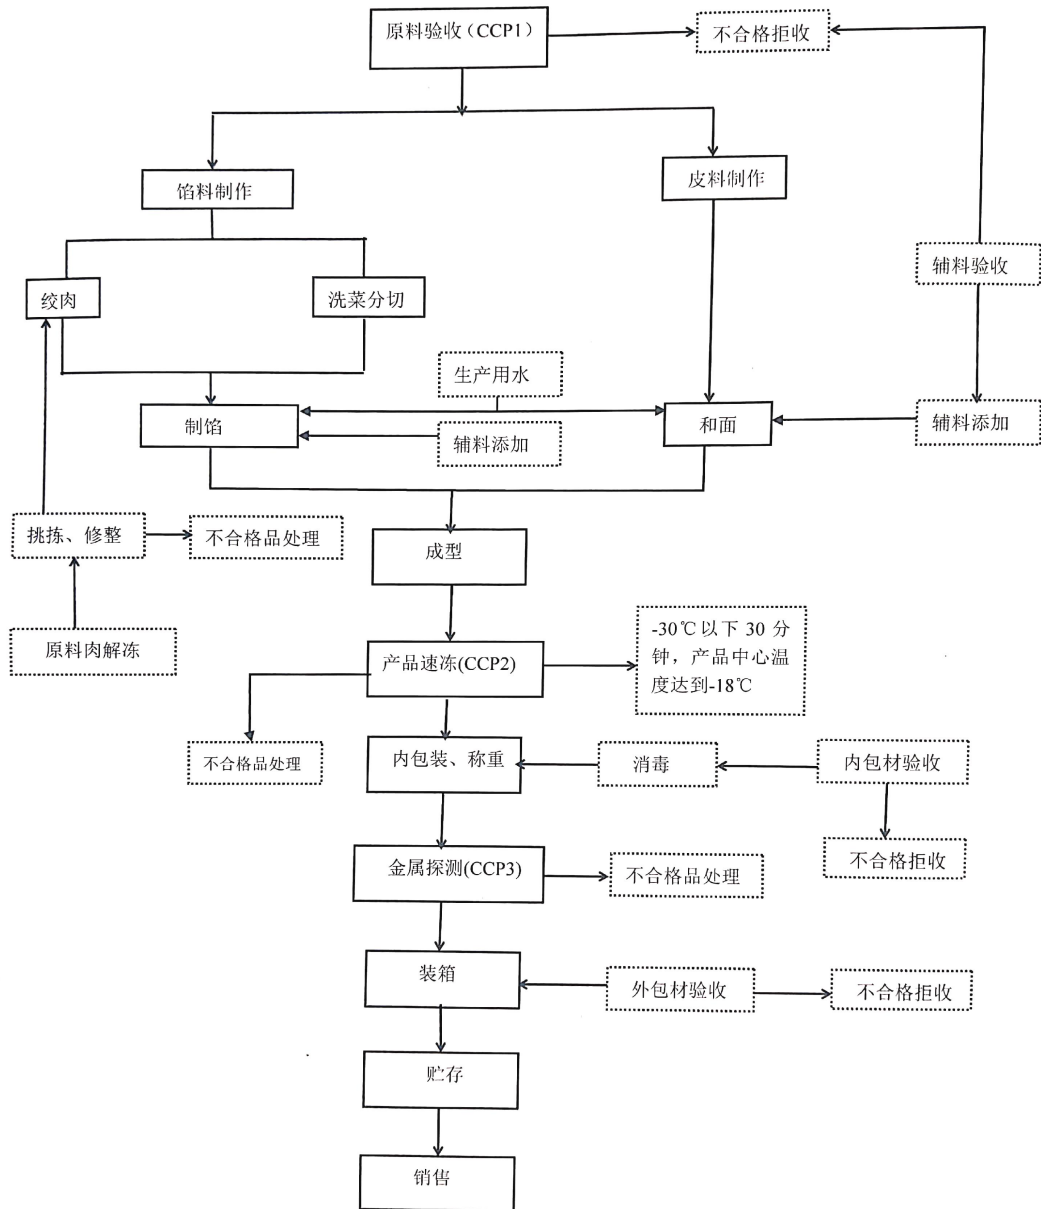 原料验收（CCP1）
不合格拒收
馅料制作
皮料制作
辅料验收
绞肉
洗菜分切
生产用水
制馅
辅料添加
和面
辅料添加
挑拣、修整
不合格品处理
成型
原料肉解冻
-30℃以下30分
钟，产品中心温
度达到-18℃
产品速冻(CCP2)
不合格品处理
内包装、称重
消毒
内包材验收
不合格拒收
金属探测(CCP3)
不合格品处理
装箱
外包材验收
不合格拒收
贮存
销售